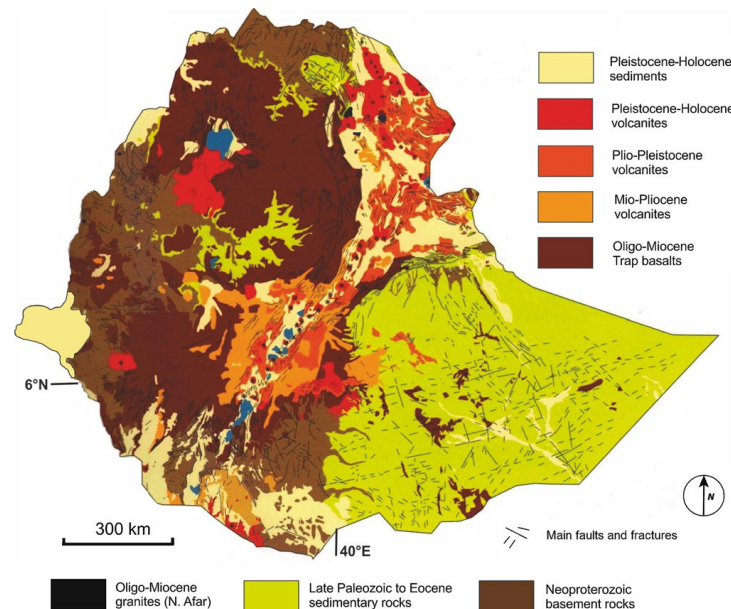 Pleistocene-Holocene
sediments
Pleistocene-Holocene
volcanites
Plio-Pleistocene
volcanites
Mio-Pliocene
volcanites
Oligo-Miocene
Trap basalts
6°N
N
300 km
40°E
Main faults and fractures
Oligo-Miocene
granites (N. Afar)
Late Paleozoic to Eocene
sedimentary rocks
Neoproterozoic
basement rocks